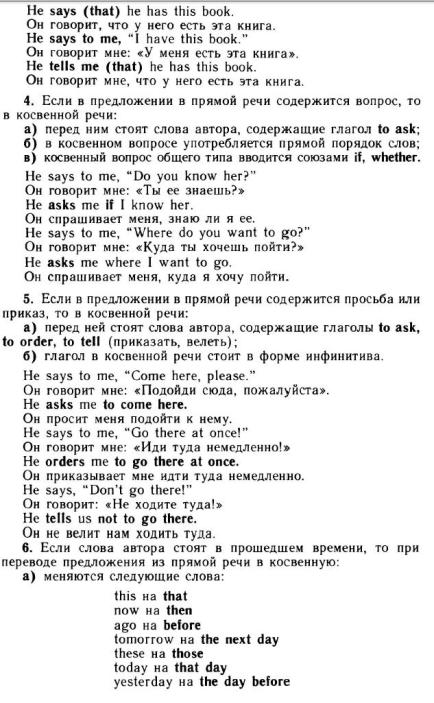 He says (that) he has this book.
Он говорит, что у него есть эта книга.
He says to me, “I have this book.”
Он говорит мне: «У меня есть эта книга».
He tells me (that) he has this book.
Он говорит мне, что у него есть эта книга.
4. Если в предложении в прямой речи содержится вопрос, то
в косвенной речи:
а) перед ним стоят слова автора, содержащие глагол to ask;
б) в косвенном вопросе употребляется прямой порядок слов;
в) косвенный вопрос общего типа вводится союзами if, whether.
He says to me, “Do you know her?”
Он говорит мне: «Ты ее знаешь?»
He asks me if I know her.
Он спрашивает меня, знаю ли я ее.
He says to me, “Where do you want to go?”
Он говорит мне: «Куда ты хочешь пойти?»
He asks me where I want to go.
Он спрашивает меня, куда я хочу пойти.
5. Если в предложении в прямой речи содержится просьба или
приказ, то в косвенной речи:
а) перед ней стоят слова автора, содержащие глаголы to ask,
to order, to tell (приказать, велеть);
б) глагол в косвенной речи стоит в форме инфинитива.
He says to me, “Come here, please.”
Он говорит мне: «Подойди сюда, пожалуйста».
He asks me to come here.
Он просит меня подойти к нему.
He says to me, “Go there at once!”
Он говорит мне: «Иди туда немедленно!»
He orders me to go there at once.
Он приказывает мне идти туда немедленно.
He says, “Don’t go there!”
Он говорит: «Не ходите туда!»
He tells us not to go there.
Он не велит нам ходить туда.
6. Если слова автора стоят в прошедшем времени, то при
переводе предложения из прямой речи в косвенную:
а) меняются следующие слова:
this на that
now на then
ago на before
tomorrow на the next day
these на those
today на that day
yesterday на the day before